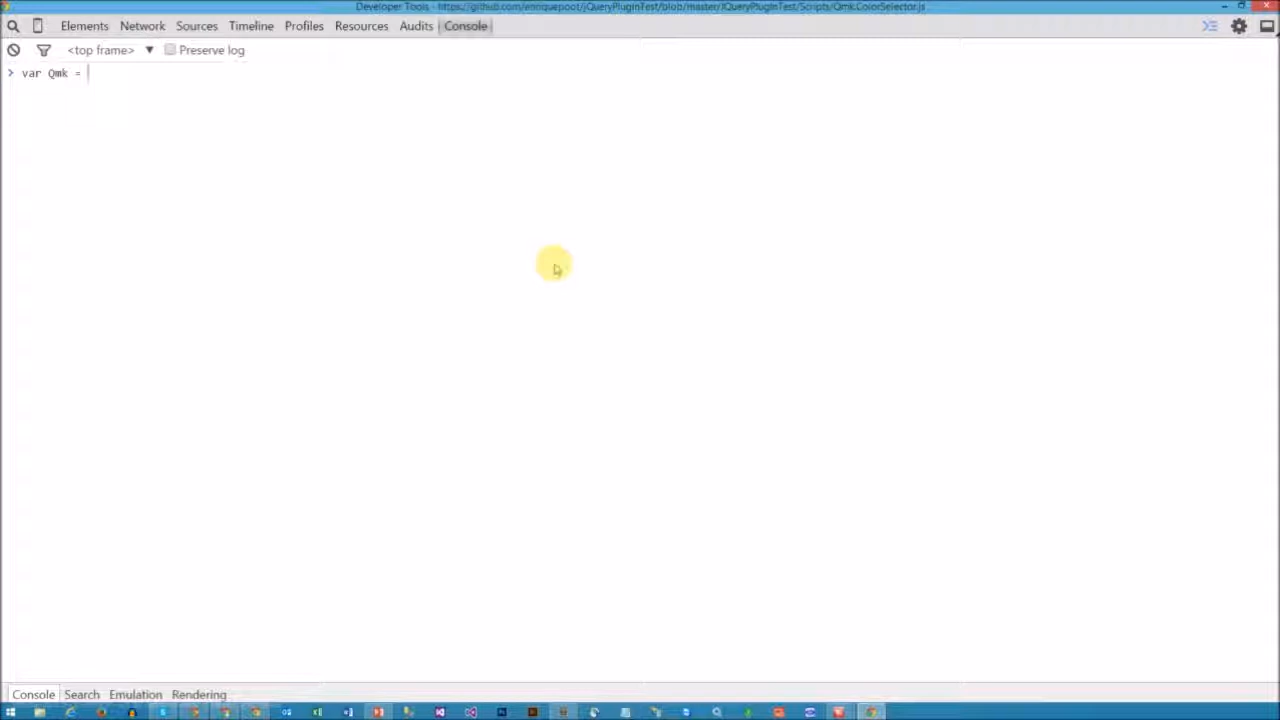 Developer Tools - https://github.com/enriquepoot/jQueryPluginTest/blob/master/JQueryPluginTest/Scripts/Qmk.ColorSelector.js
Elements Network Sources Timeline Profiles Resources Audits Console
<top frame> ▼ Preserve log
> var Qmk =
Console Search Emulation Rendering